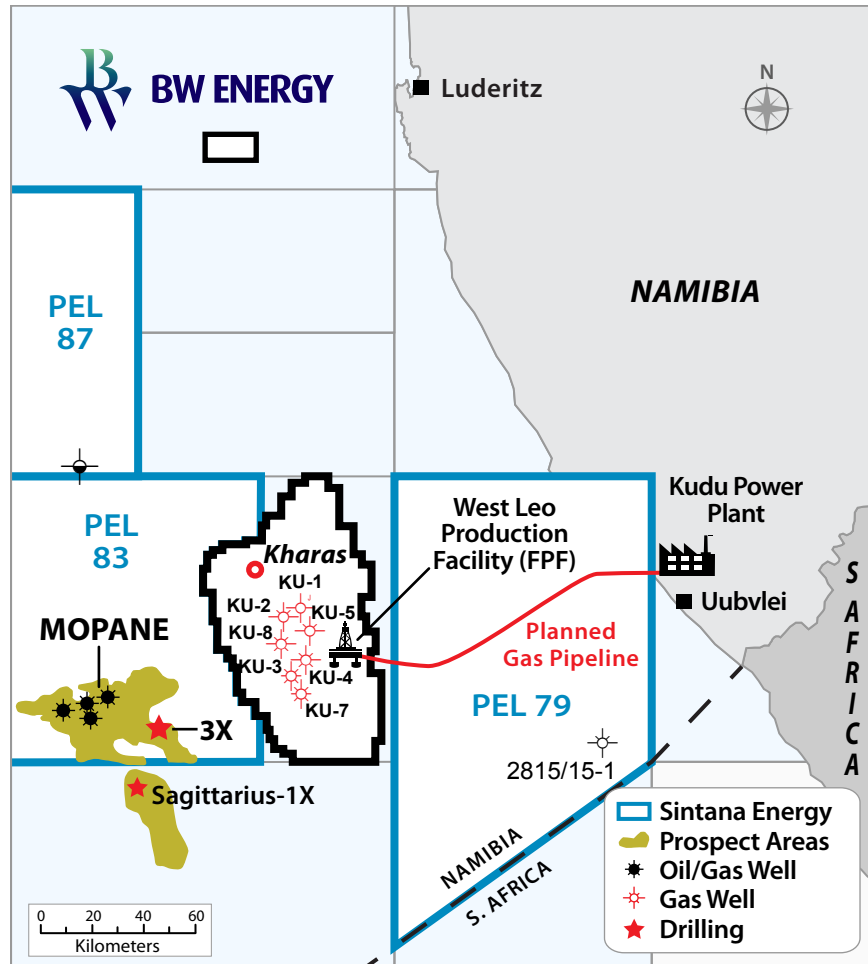 BW
BW ENERGY
Luderitz
N
NAMIBIA
PEL
87
PEL
83
Kharas
KU-1
KU-2
KU-5
KU-8
KU-3
KU-4
KU-7
West Leo
Production
Facility (FPF)
Kudu Power
Plant
Uubvlei
S AFRICA
MOPANE
3X
Sagittarius-1X
Planned
Gas Pipeline
PEL 79
2815/15-1
NAMIBIA
S. AFRICA
0 20 40 60
Kilometers
Sintana Energy
Prospect Areas
Oil/Gas Well
Gas Well
Drilling